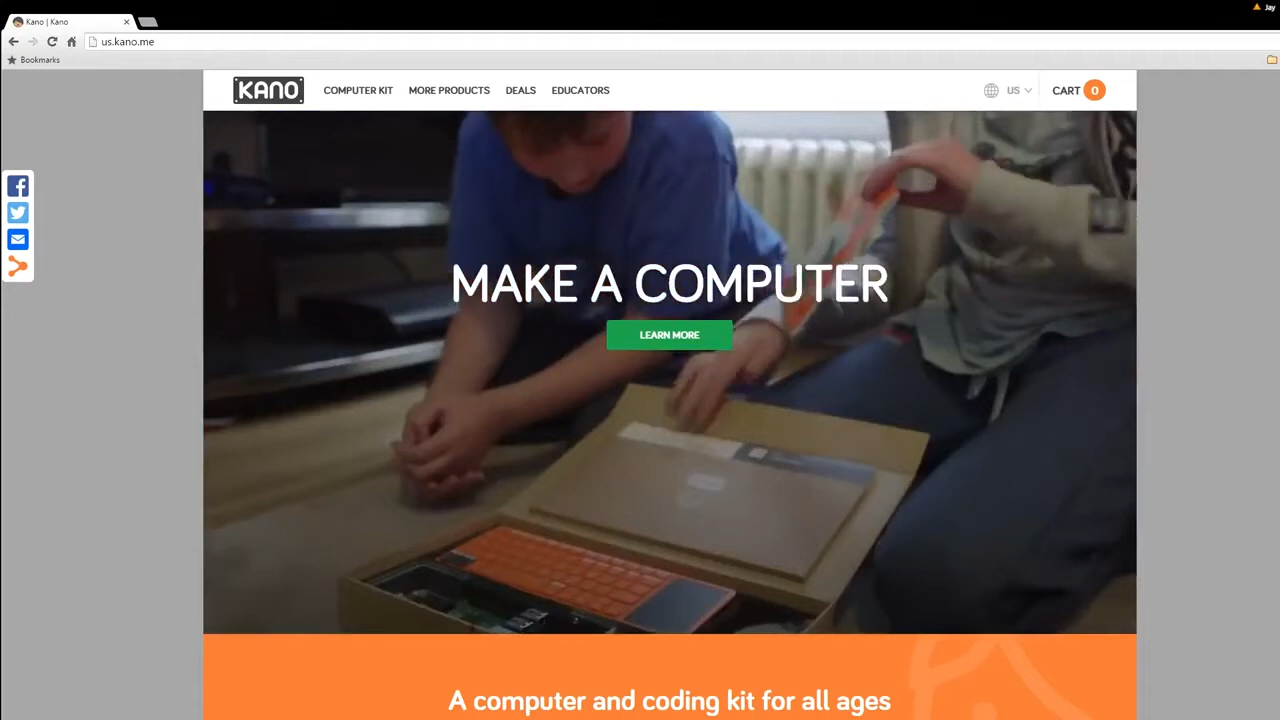 Jay
Kano | Kano
us.kano.me
Bookmarks
KANO COMPUTER KIT MORE PRODUCTS DEALS EDUCATORS US CART 0
MAKE A COMPUTER
LEARN MORE
A computer and coding kit for all ages